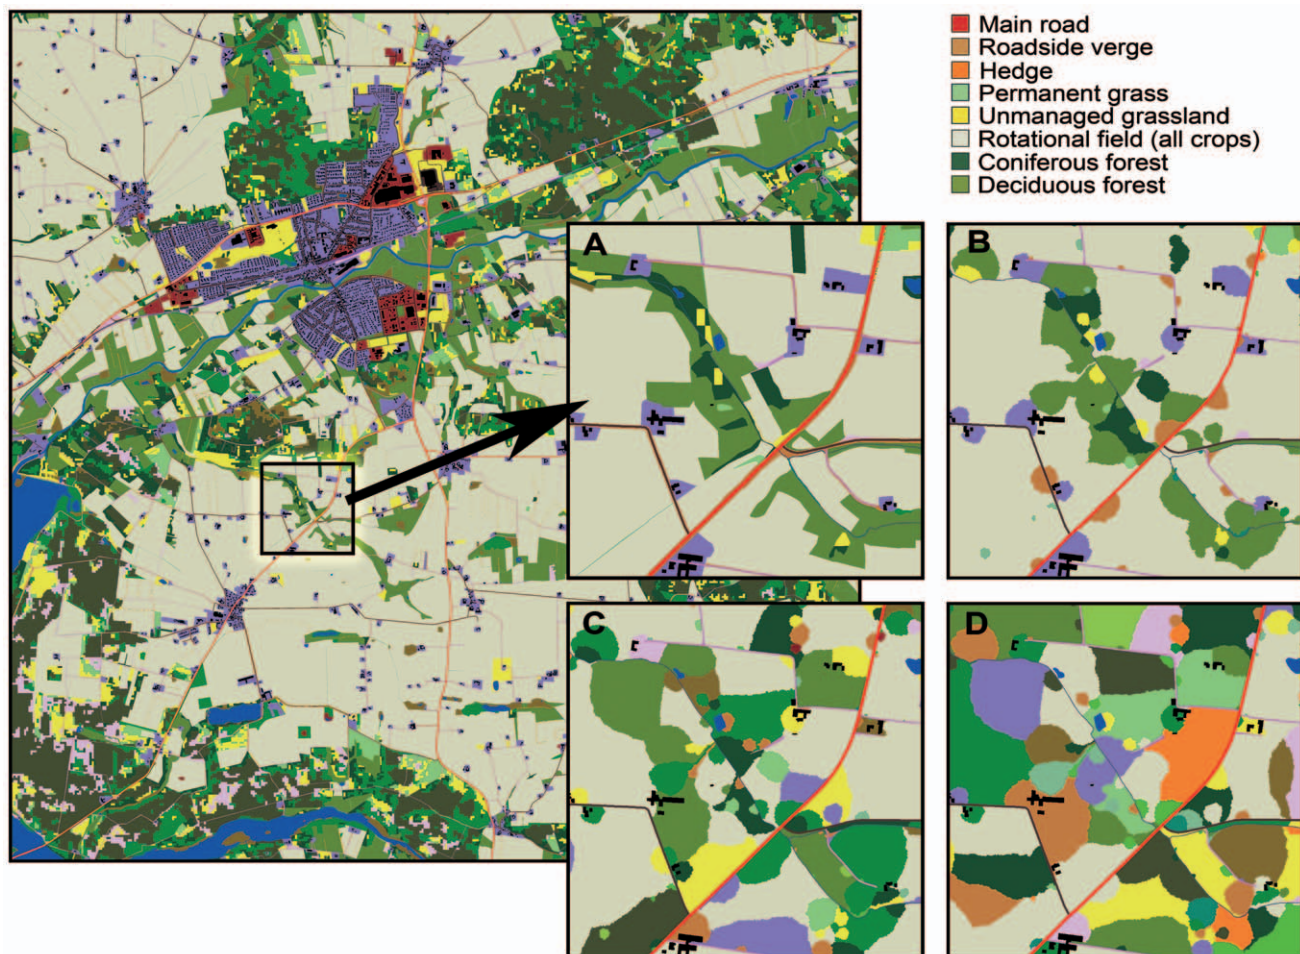 Main road
Roadside verge
Hedge
Permanent grass
Unmanaged grassland
Rotational field (all crops)
Coniferous forest
Deciduous forest
A
B
C
D